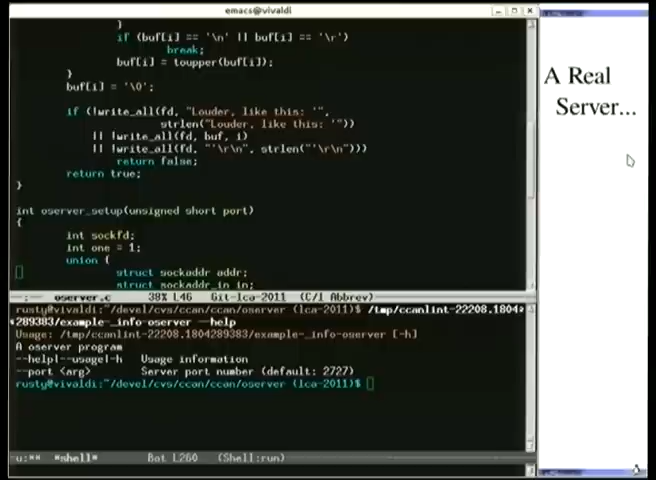 emacs@vivaldi
}
if (buf[i] == '\n' || buf[i] == '\r')
break;
buf[i] = toupper(buf[i]);
}
buf[i] = '\0';
if (!write_all(fd, "Louder, like this: '",
strlen("Louder, like this: '"))
|| !write_all(fd, buf, i)
|| !write_all(fd, "'\r\n", strlen("'\r\n")))
return false;
return true;
}
int oserver_setup(unsigned short port)
{
int sockfd;
int one = 1;
union {
struct sockaddr addr;
struct sockaddr_in in;
-:--- oserver.c 38% L46 Git-lca-2011 (C/l Abbrev)
rusty@vivaldi:~/devel/cvs/ccan/ccan/oserver (lca-2011)$ /tmp/ccanlint-22208.1804
289383/example-_info-oserver --help
Usage: /tmp/ccanlint-22208.1804289383/example-_info-oserver [-h]
A oserver program
--help|--usage|-h Usage information
--port <arg> Server port number (default: 2727)
rusty@vivaldi:~/devel/cvs/ccan/ccan/oserver (lca-2011)$
-u:** *shell* Bot L260 (Shell:run)
A Real
Server...